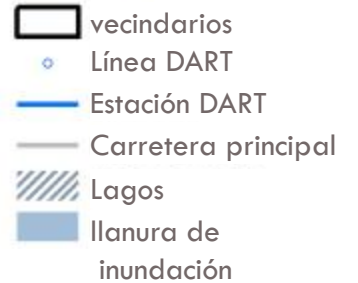 vecindarios
Línea DART
Estación DART
Carretera principal
Lagos
llanura de
inundación